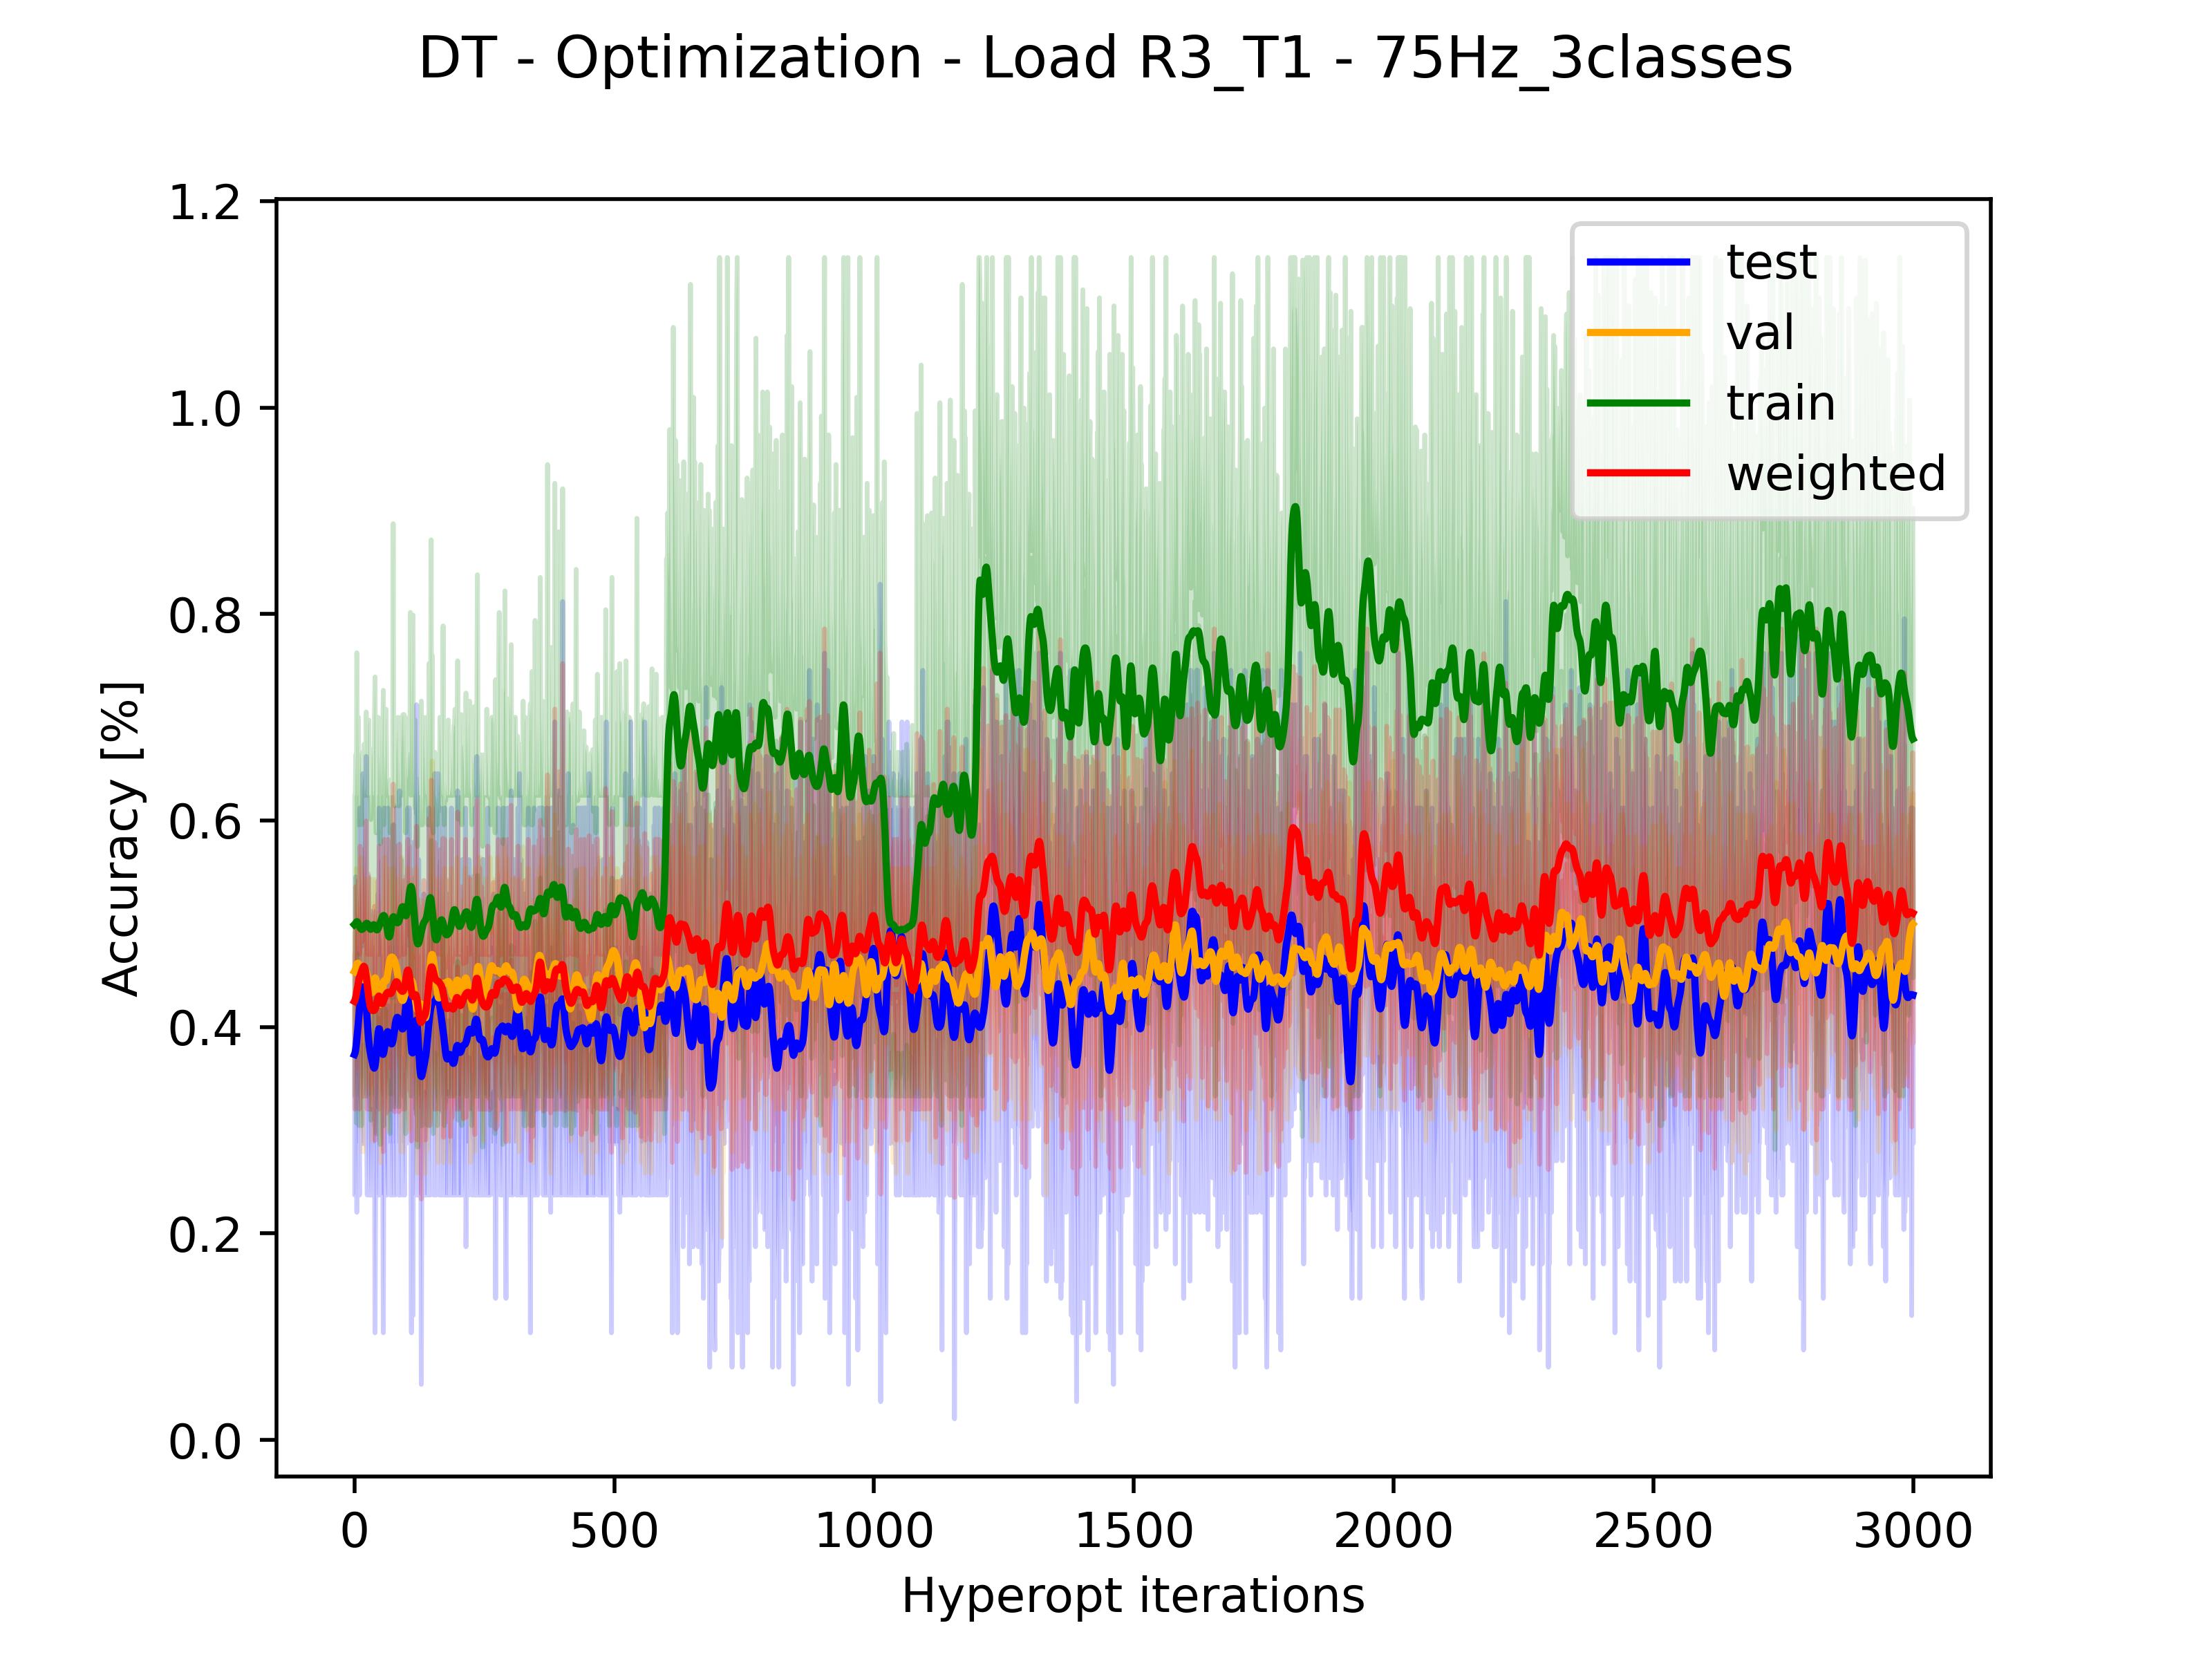 DT - Optimization - Load R3_T1 - 75Hz_3classes
1.2
1.0
0.8
0.6
0.4
0.2
0.0
Accuracy [%]
test
val
train
weighted
0 500 1000 1500 2000 2500 3000
Hyperopt iterations